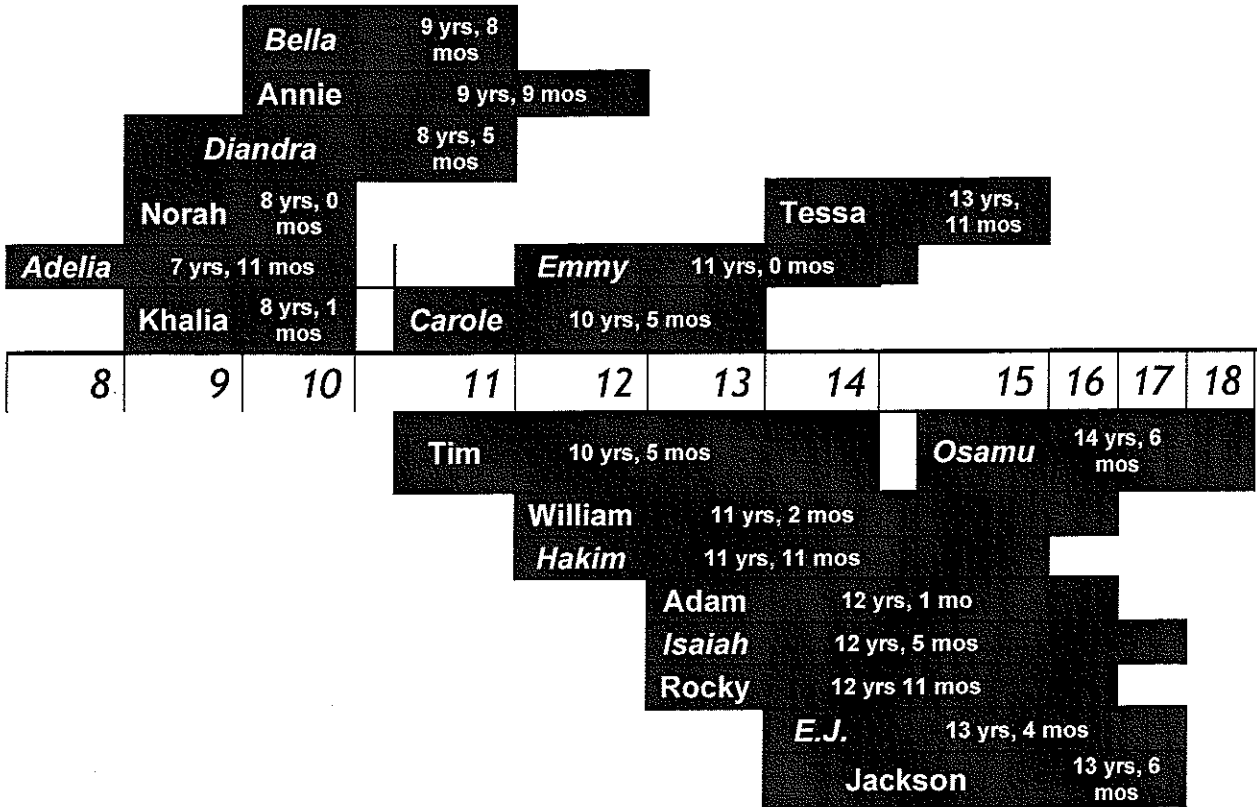 Bella 9 yrs, 8
mos
Annie 9 yrs, 9 mos
Diandra 8 yrs, 5
mos
Norah 8 yrs, 0
mos
Tessa 13 yrs,
11 mos
Adelia 7 yrs, 11 mos
Emmy 11 yrs, 0 mos
Khalia 8 yrs, 1
mos
Carole 10 yrs, 5 mos
8 9 10 11 12 13 14 15 16 17 18
Tim 10 yrs, 5 mos
Osamu 14 yrs, 6
mos
William 11 yrs, 2 mos
Hakim 11 yrs, 11 mos
Adam 12 yrs, 1 mo
Isaiah 12 yrs, 5 mos
Rocky 12 yrs 11 mos
E.J. 13 yrs, 4 mos
Jackson 13 yrs, 6
mos